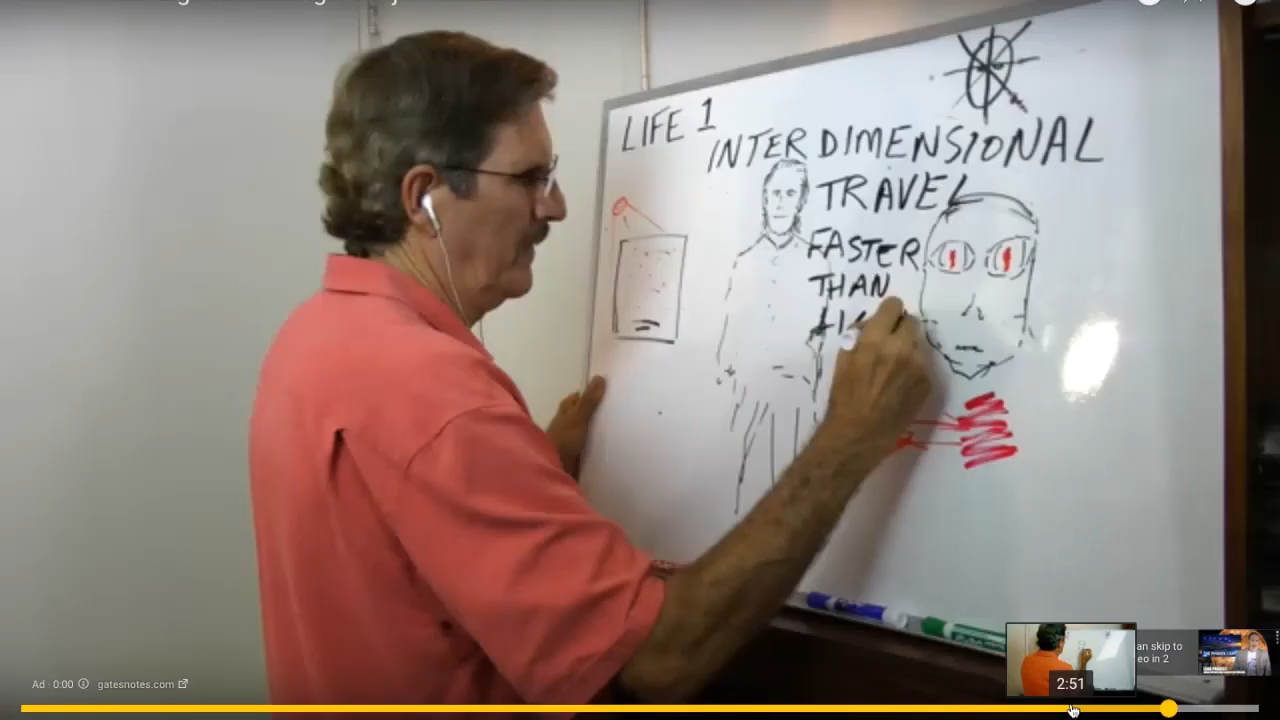 LIFE 1
INTER DIMENSIONAL
TRAVEL
FASTER
THAN
Ad · 0:00
gatesnotes.com
an skip to
eo in 2
2:51